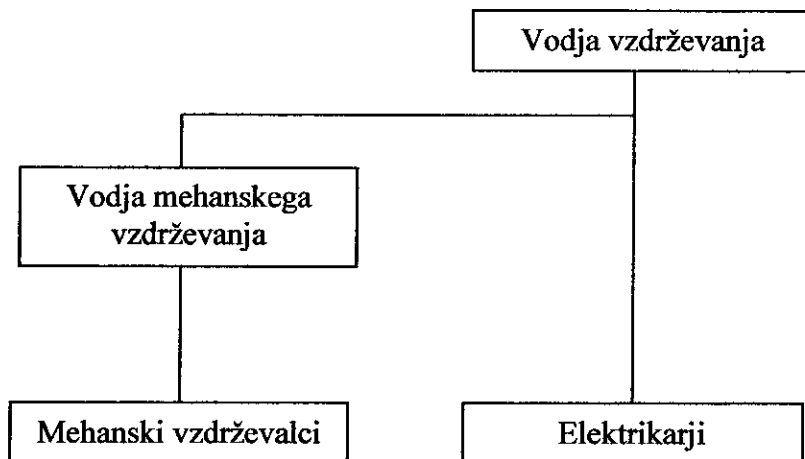 Vodja vzdrževanja
Vodja mehanskega
vzdrževanja
Mehanski vzdrževalci
Elektrikarji